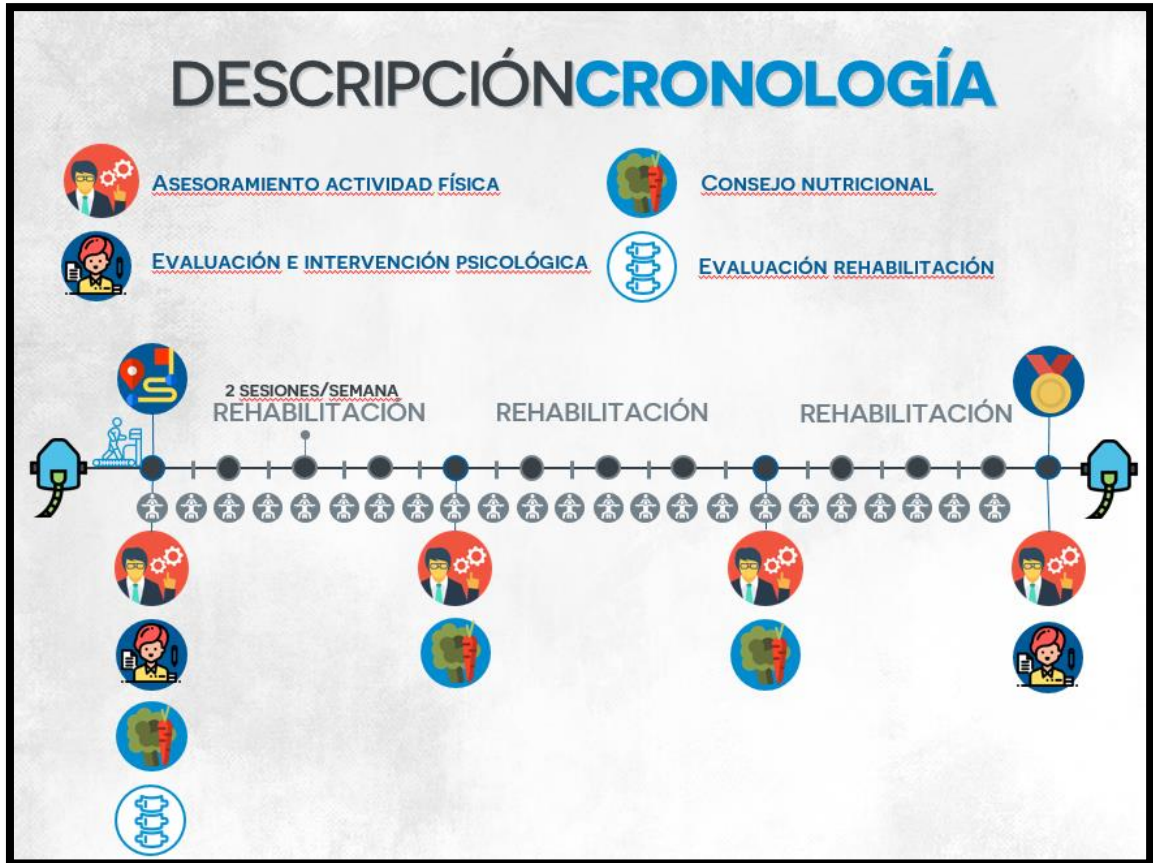 DESCRIPCIÓNCRONOLOGÍA
ASESORAMIENTO ACTIVIDAD FÍSICA
CONSEJO NUTRICIONAL
EVALUACIÓN E INTERVENCIÓN PSICOLÓGICA
EVALUACIÓN REHABILITACIÓN
2 SESIONES/SEMANA
REHABILITACIÓN
REHABILITACIÓN
REHABILITACIÓN